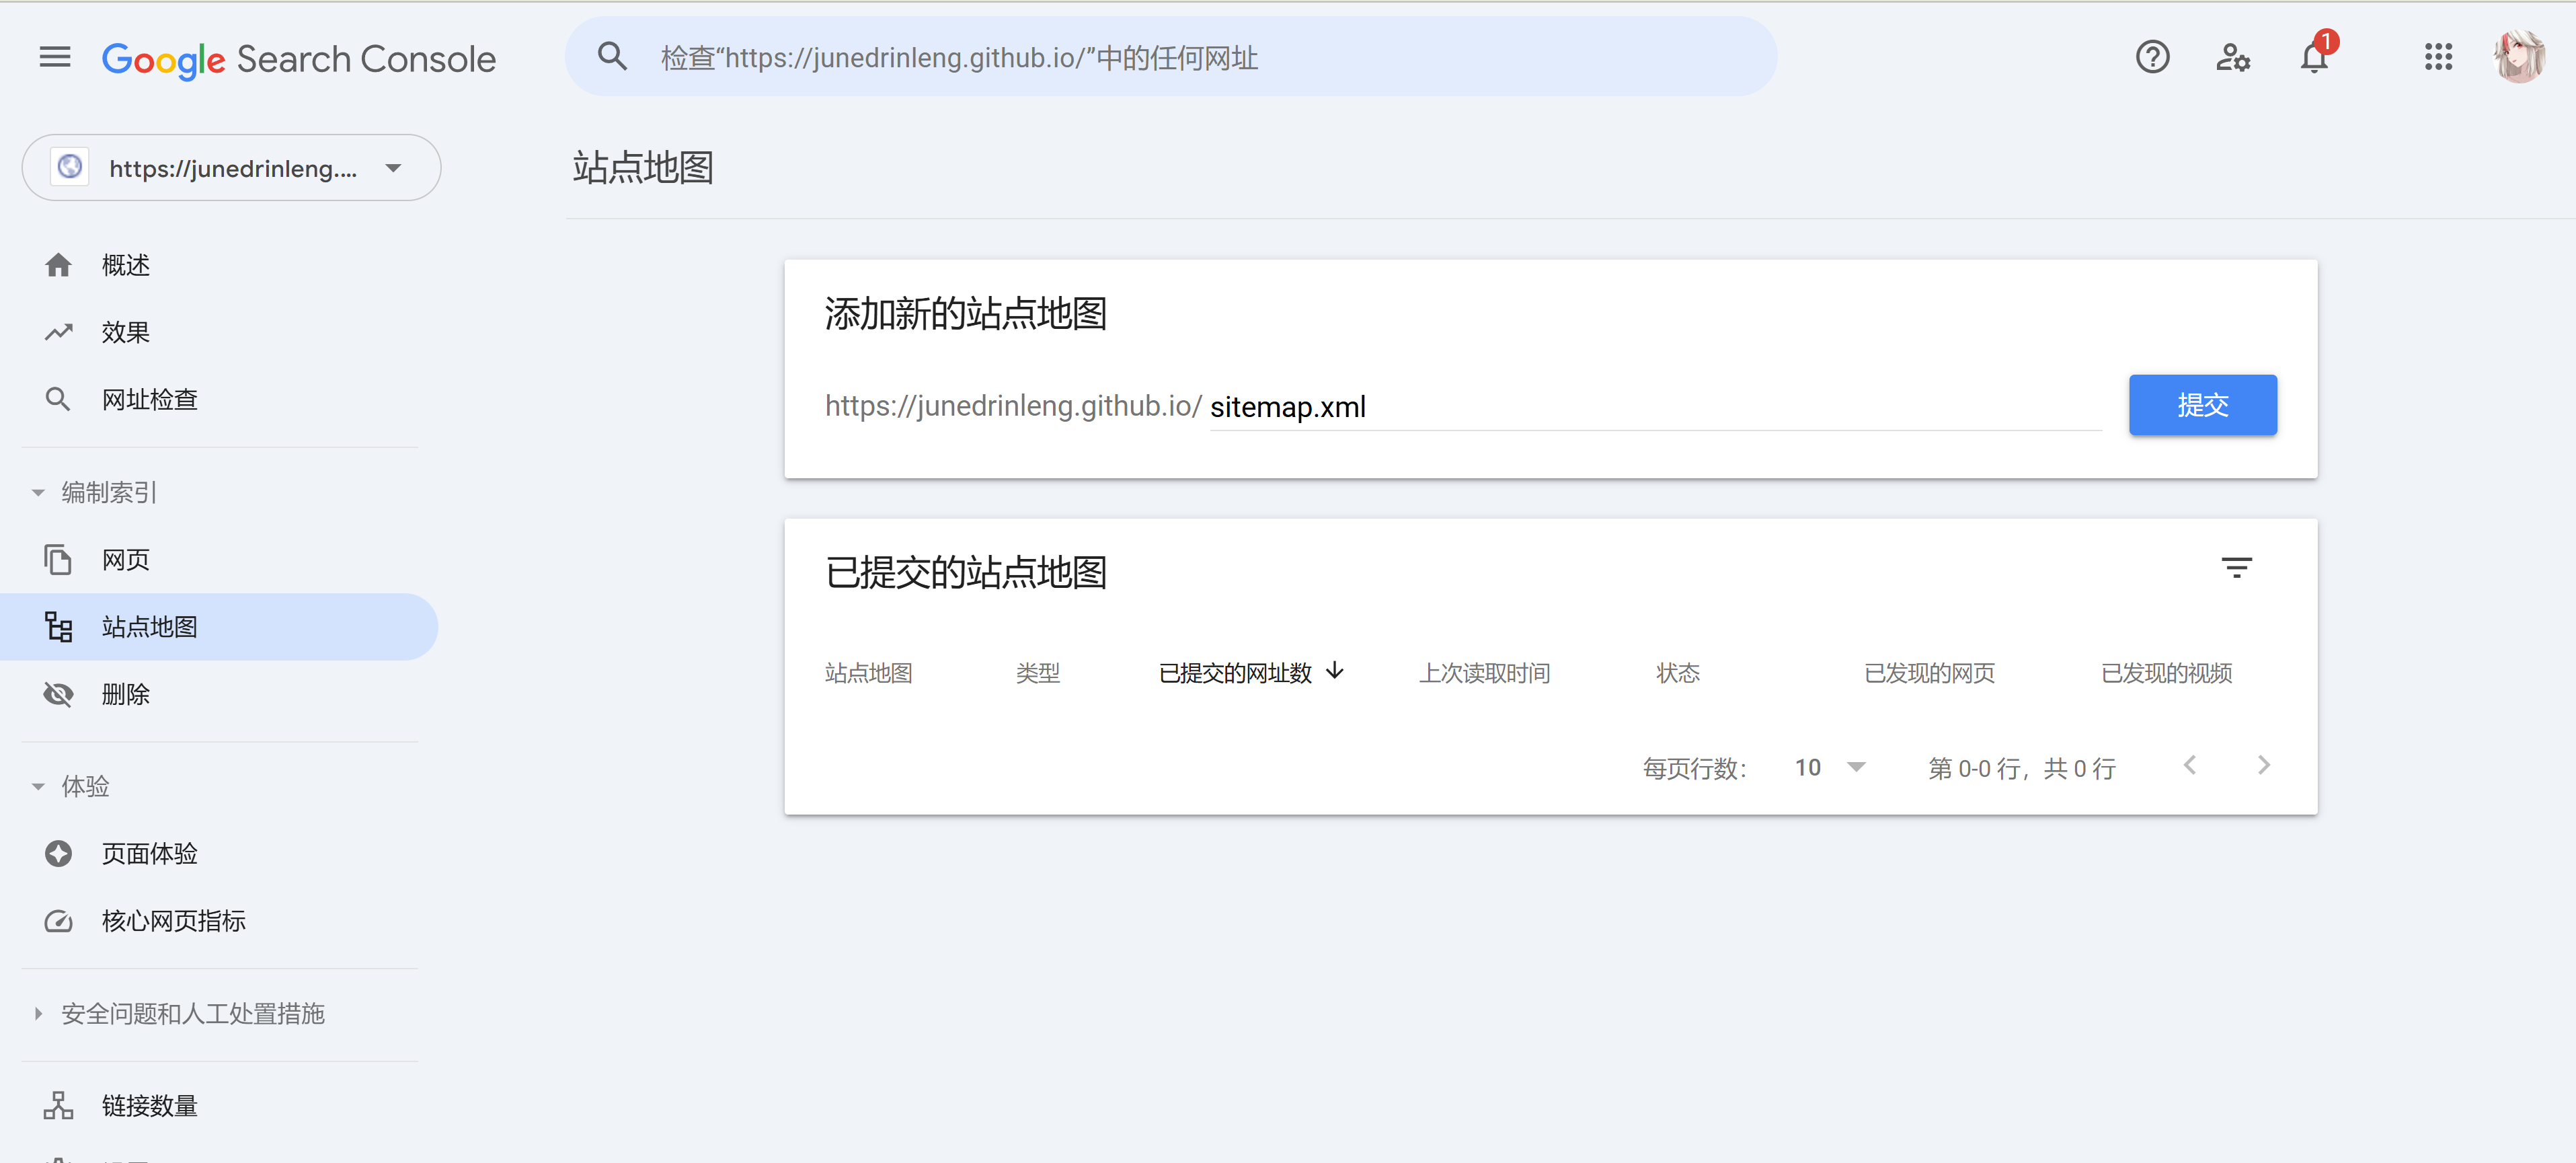 Google Search Console
检查“https://junedrinleng.github.io/”中的任何网址
1
https://junedrinleng....
站点地图
概述
效果
网址检查
编制索引
网页
站点地图
删除
体验
页面体验
核心网页指标
安全问题和人工处置措施
链接数量
添加新的站点地图
https://junedrinleng.github.io/ sitemap.xml
提交
已提交的站点地图
站点地图 类型 已提交的网址数 上次读取时间 状态 已发现的网页 已发现的视频
每页行数： 10 第 0-0 行，共 0 行